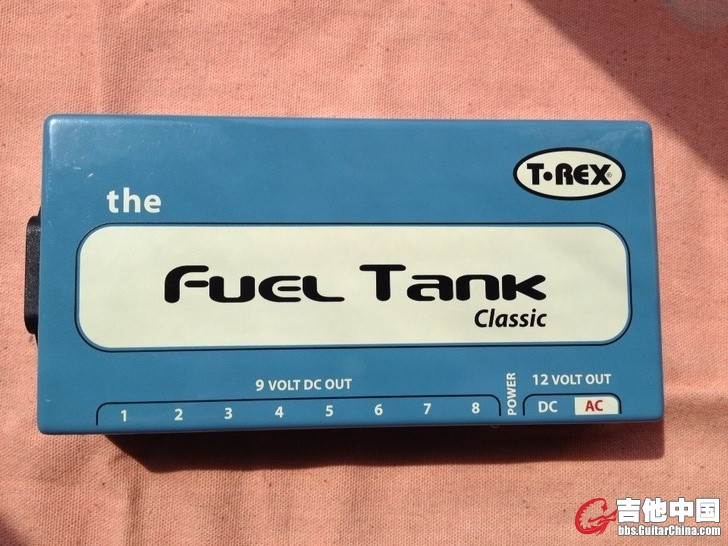 T•REX®
the
Fuel Tank
Classic
9 VOLT DC OUT
1 2 3 4 5 6 7 8
POWER
12 VOLT OUT
DC AC
吉他中国
bbs.GuitarChina.com